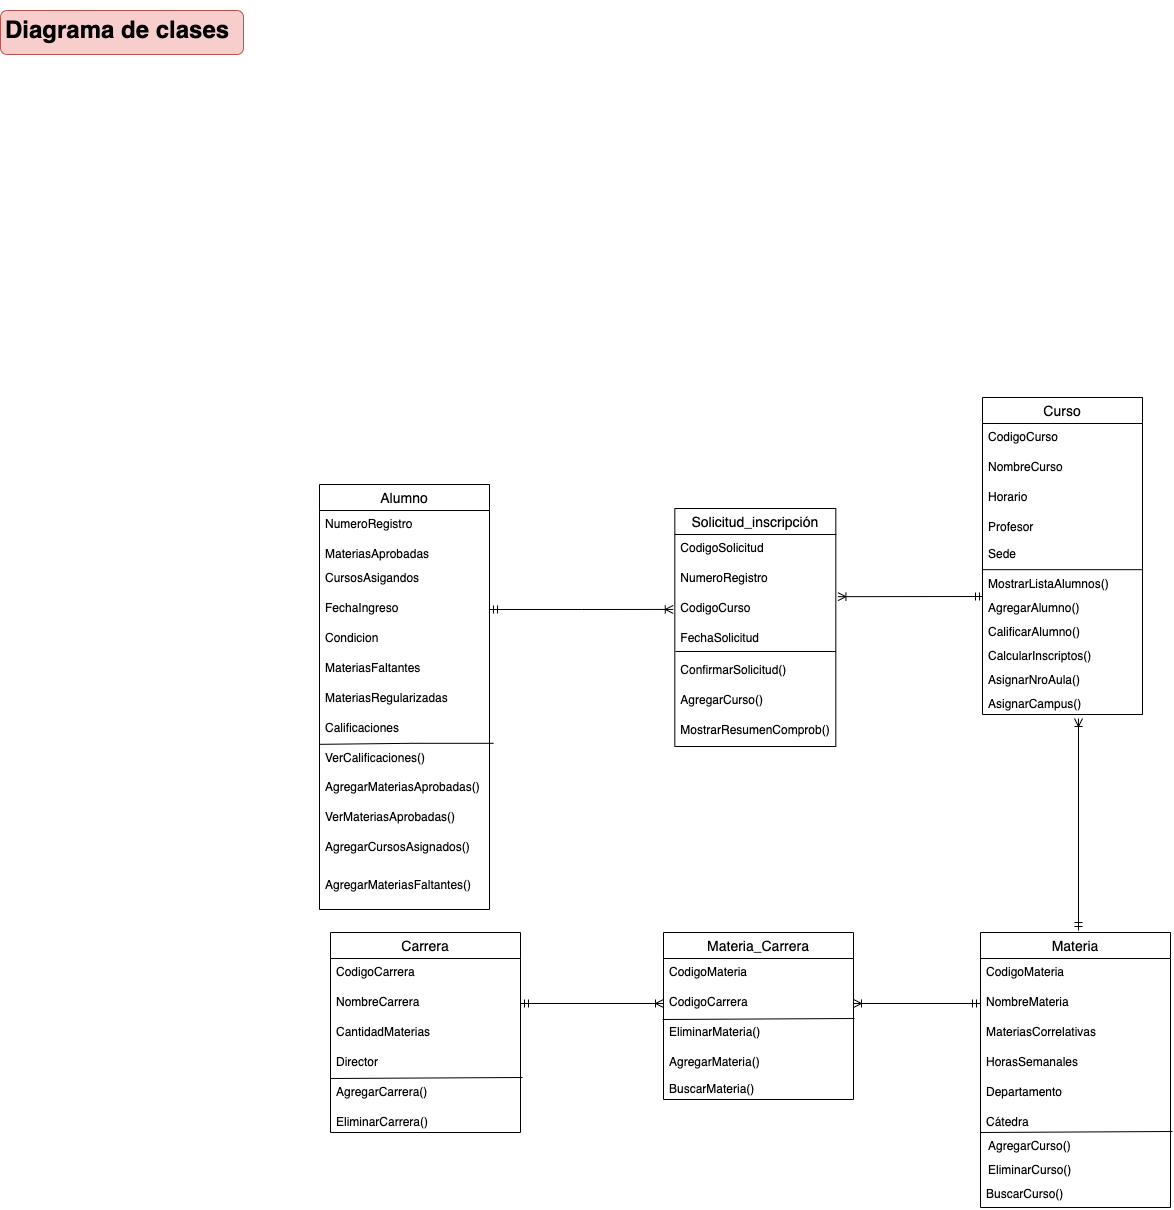 Diagrama de clases
Curso
CodigoCurso
NombreCurso
Horario
Profesor
Sede
MostrarListaAlumnos()
AgregarAlumno()
CalificarAlumno()
CalcularInscriptos()
AsignarNroAula()
AsignarCampus()
Alumno
NumeroRegistro
MateriasAprobadas
CursosAsigandos
FechaIngreso
Condicion
MateriasFaltantes
MateriasRegularizadas
Calificaciones
VerCalificaciones()
AgregarMateriasAprobadas()
VerMateriasAprobadas()
AgregarCursosAsignados()
AgregarMateriasFaltantes()
Solicitud_inscripción
CodigoSolicitud
NumeroRegistro
CodigoCurso
FechaSolicitud
ConfirmarSolicitud()
AgregarCurso()
MostrarResumenComprob()
Carrera
CodigoCarrera
NombreCarrera
CantidadMaterias
Director
AgregarCarrera()
EliminarCarrera()
Materia_Carrera
CodigoMateria
CodigoCarrera
EliminarMateria()
AgregarMateria()
BuscarMateria()
Materia
CodigoMateria
NombreMateria
MateriasCorrelativas
HorasSemanales
Departamento
Cátedra
AgregarCurso()
EliminarCurso()
BuscarCurso()